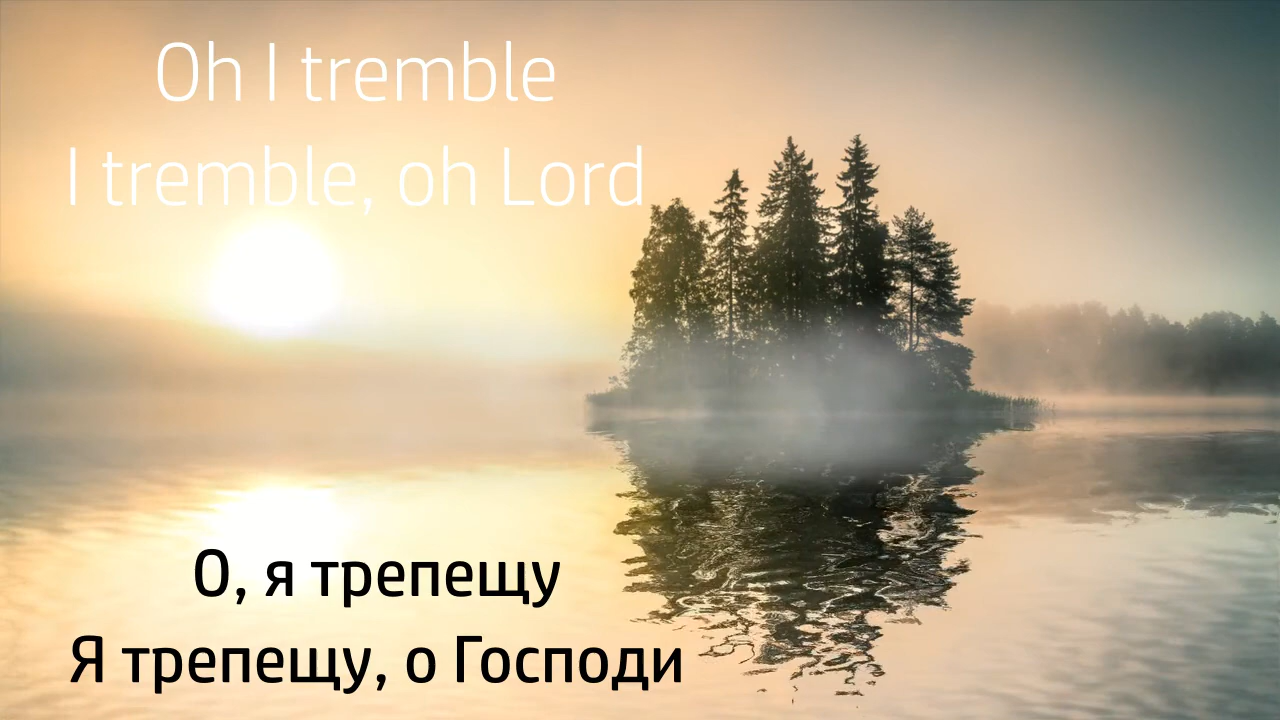 Oh I tremble
I tremble, oh Lord
О, я трепещу
Я трепещу, о Господи